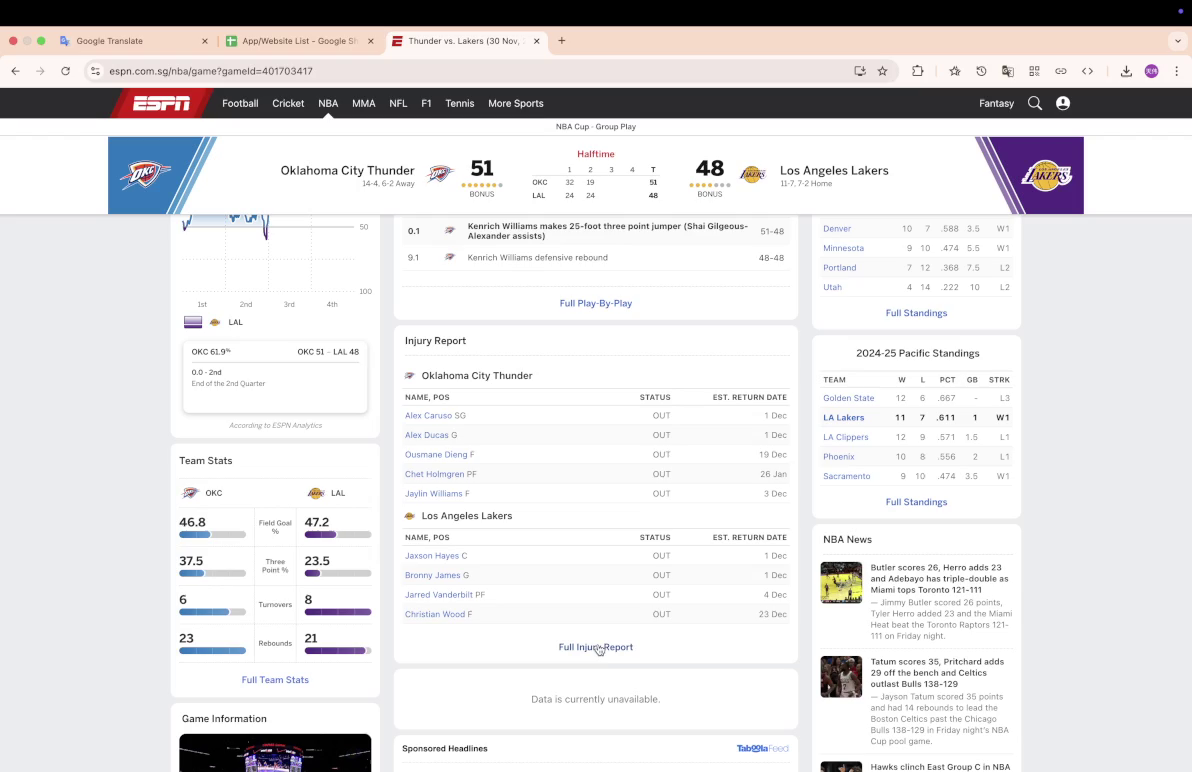 Google Translate
App/Website List - Google Sh
Thunder vs. Lakers (30 Nov,
espn.com.sg/nba/game?gameId=401703417
ESPN
Football
Cricket
NBA
MMA
NFL
F1
Tennis
More Sports
Fantasy
NBA Cup - Group Play
Halftime
Oklahoma City Thunder
14-4, 6-2 Away
51
BONUS
1 2 3 4 T
OKC 32 19 51
LAL 24 24 48
48
BONUS
Los Angeles Lakers
11-7, 7-2 Home
LAKERS
50
100
1st 2nd 3rd 4th
LAL
OKC 61.9% OKC 51 - LAL 48
0.0 - 2nd
End of the 2nd Quarter
According to ESPN Analytics
Team Stats
OKC LAL
46.8 Field Goal % 47.2
37.5 Three Point % 23.5
6 Turnovers 8
23 Rebounds 21
Full Team Stats
Game Information
0.1 Kenrich Williams makes 25-foot three point jumper (Shai Gilgeous-
Alexander assists) 51-48
9.1 Kenrich Williams defensive rebound 48-48
Full Play-By-Play
Injury Report
Oklahoma City Thunder
NAME, POS STATUS EST. RETURN DATE
Alex Caruso SG OUT 1 Dec
Alex Ducas G OUT 1 Dec
Ousmane Dieng F OUT 19 Dec
Chet Holmgren PF OUT 26 Jan
Jaylin Williams F OUT 3 Dec
Los Angeles Lakers
NAME, POS STATUS EST. RETURN DATE
Jaxson Hayes C OUT 1 Dec
Bronny James G OUT 1 Dec
Jarred Vanderbilt PF OUT 4 Dec
Christian Wood F OUT 23 Dec
Full Injury Report
Data is currently unavailable.
Sponsored Headlines
Taboola Feed
Denver 10 7 .588 3.5 W1
Minnesota 9 10 .474 5.5 W1
Portland 7 12 .368 7.5 L2
Utah 4 14 .222 10 L2
Full Standings
2024-25 Pacific Standings
TEAM W L PCT GB STRK
Golden State 12 6 .667 - L3
LA Lakers 11 7 .611 1 W1
LA Clippers 12 9 .571 1.5 L1
Phoenix 10 8 .556 2 L1
Sacramento 9 10 .474 3.5 W1
Full Standings
NBA News
Butler scores 26, Herro adds 23
and Adebayo has triple-double as
Miami tops Toronto 121-111
— Jimmy Butler scored 26 points,
Tyler Herro added 23 and the Miami
Heat beat the Toronto Raptors 121-
111 on Friday night.
Tatum scores 35, Pritchard adds
29 off the bench and Celtics
outlast Bulls 138-129
— Jayson Tatum scored 35 points
and had 14 rebounds to lead the
Boston Celtics past the Chicago
Bulls 138-129 in Friday night's NBA
Cup pool game.
Hawks clinch East Group C in NBA